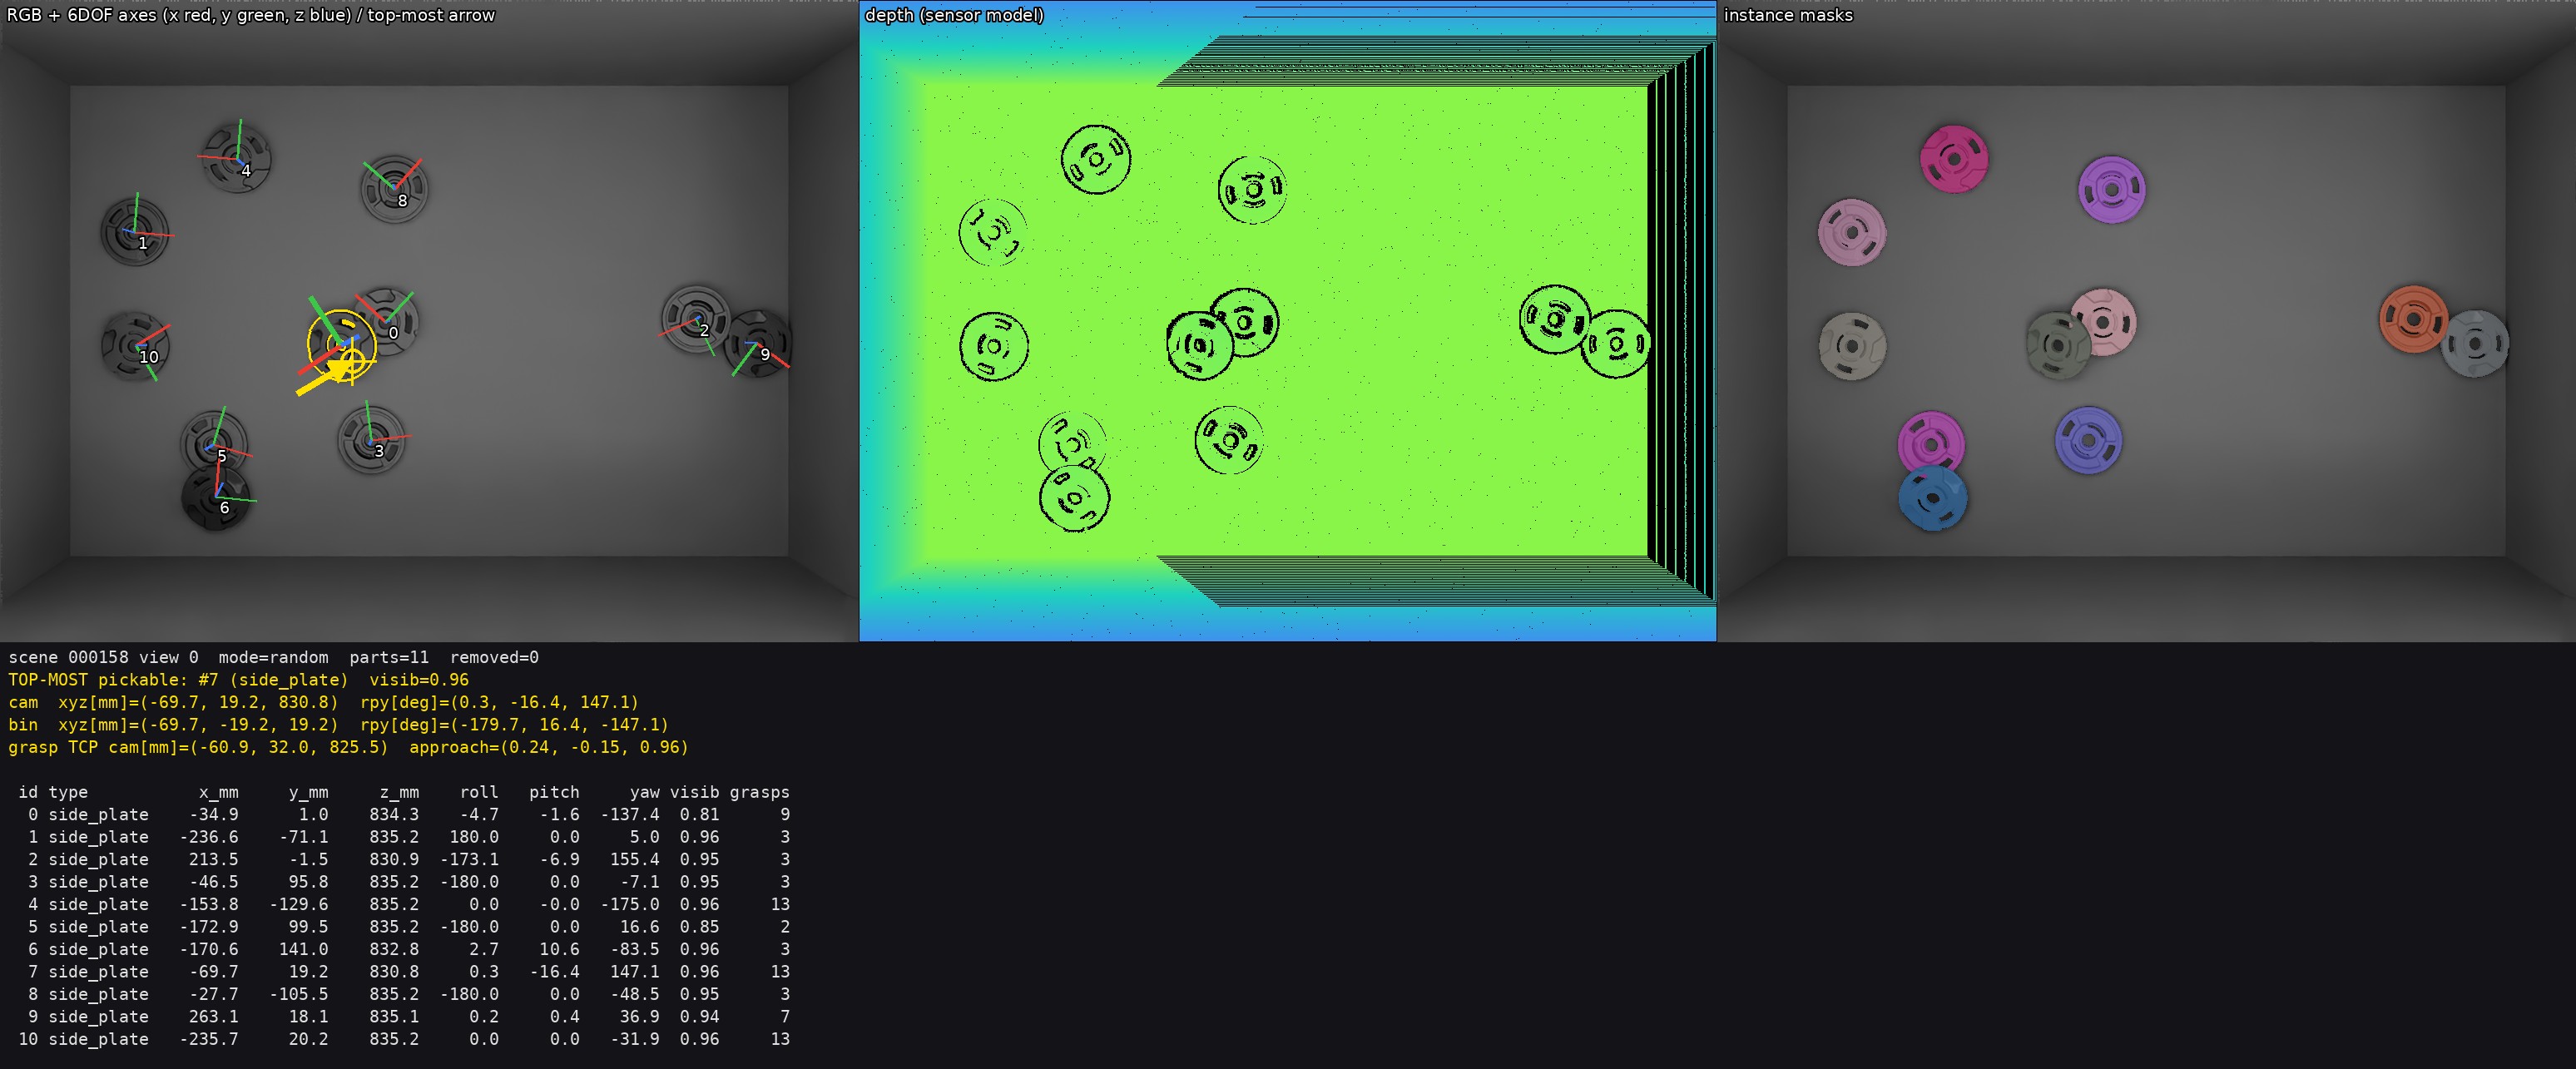 RGB + 6DOF axes (x red, y green, z blue) / top-most arrow
depth (sensor model)
instance masks
4
8
1
0
2
10
9
3
5
6
scene 000158 view 0  mode=random  parts=11  removed=0
TOP-MOST pickable: #7 (side_plate)  visib=0.96
cam  xyz[mm]=(-69.7, 19.2, 830.8)  rpy[deg]=(0.3, -16.4, 147.1)
bin  xyz[mm]=(-69.7, -19.2, 19.2)  rpy[deg]=(-179.7, 16.4, -147.1)
grasp TCP cam[mm]=(-60.9, 32.0, 825.5)  approach=(0.24, -0.15, 0.96)
id type x_mm y_mm z_mm roll pitch yaw visib grasps
0 side_plate -34.9 1.0 834.3 -4.7 -1.6 -137.4 0.81 9
1 side_plate -236.6 -71.1 835.2 180.0 0.0 5.0 0.96 3
2 side_plate 213.5 -1.5 830.9 -173.1 -6.9 155.4 0.95 3
3 side_plate -46.5 95.8 835.2 -180.0 0.0 -7.1 0.95 3
4 side_plate -153.8 -129.6 835.2 0.0 -0.0 -175.0 0.96 13
5 side_plate -172.9 99.5 835.2 -180.0 0.0 16.6 0.85 2
6 side_plate -170.6 141.0 832.8 2.7 10.6 -83.5 0.96 3
7 side_plate -69.7 19.2 830.8 0.3 -16.4 147.1 0.96 13
8 side_plate -27.7 -105.5 835.2 -180.0 0.0 -48.5 0.95 3
9 side_plate 263.1 18.1 835.1 0.2 0.4 36.9 0.94 7
10 side_plate -235.7 20.2 835.2 0.0 0.0 -31.9 0.96 13